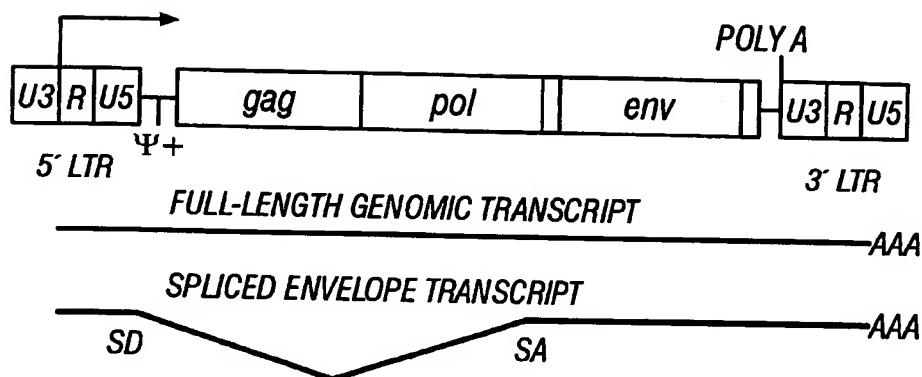 POLY A
U3 R U5 gag pol env U3 R U5
Ψ+
5´ LTR 3´ LTR
FULL-LENGTH GENOMIC TRANSCRIPT
AAA
SPLICED ENVELOPE TRANSCRIPT
AAA
SD SA